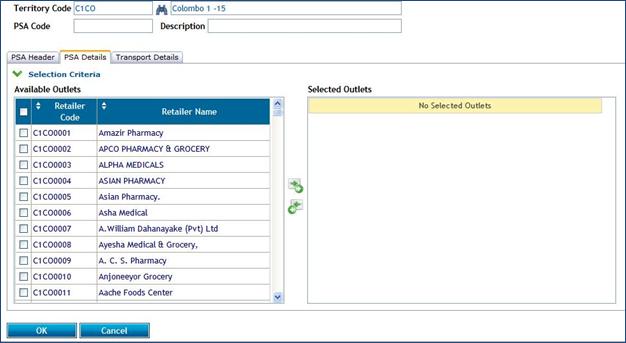 Territory Code C1CO Colombo 1 -15
PSA Code Description
PSA Header PSA Details Transport Details
Selection Criteria
Available Outlets Selected Outlets
Retailer Code Retailer Name
No Selected Outlets
C1CO0001 Amazir Pharmacy
C1CO0002 APCO PHARMACY & GROCERY
C1CO0003 ALPHA MEDICALS
C1CO0004 ASIAN PHARMACY
C1CO0005 Asian Pharmacy.
C1CO0006 Asha Medical
C1CO0007 A.William Dahanayake (Pvt) Ltd
C1CO0008 Ayesha Medical & Grocery,
C1CO0009 A. C. S. Pharmacy
C1CO0010 Anjoneeyor Grocery
C1CO0011 Aache Foods Center
OK Cancel